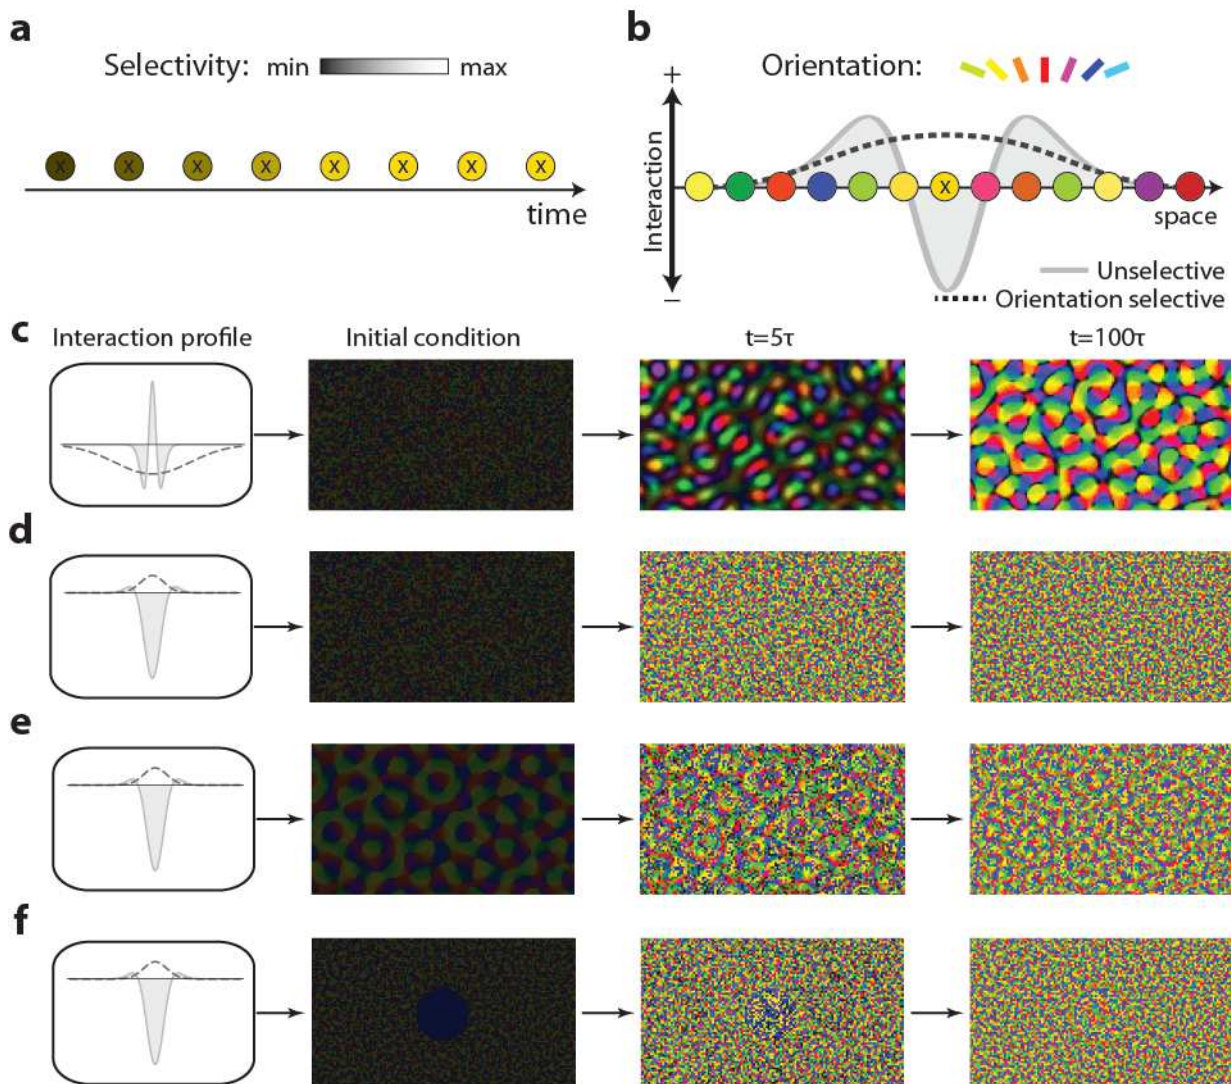 a
Selectivity: min max
X X X X X X X X
time
b
Orientation:
+
Interaction
X
space
−
Unselective
Orientation selective
c
Interaction profile Initial condition t=5τ t=100τ
d
e
f